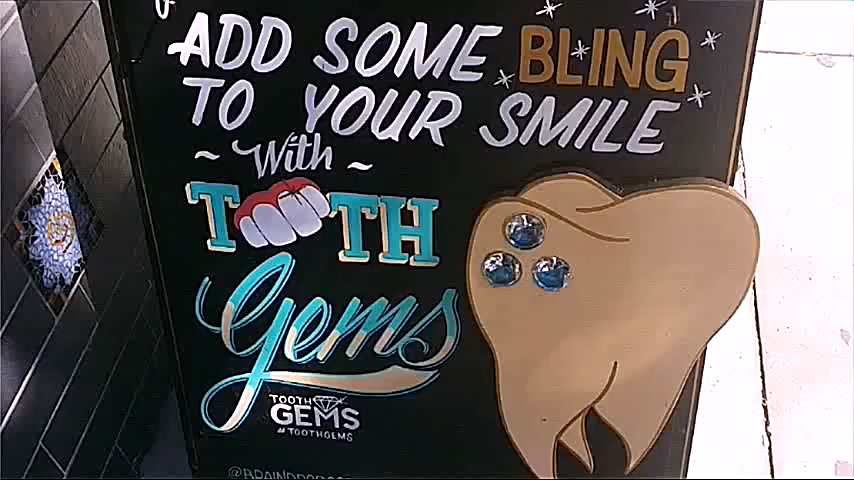 ADD SOME BLING
TO YOUR SMILE
~ With ~
TOOTH
Gems
TOOTH
GEMS
#TOOTHGEMS